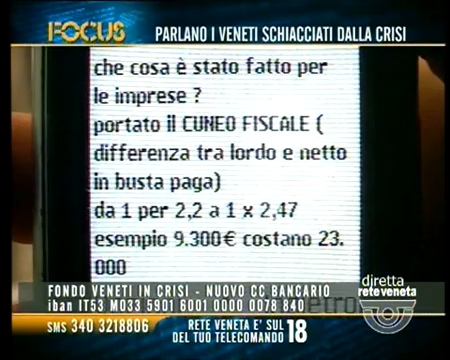 FOCUS
PARLANO I VENETI SCHIACCIATI DALLA CRISI
che cosa è stato fatto per
le imprese ?
portato il CUNEO FISCALE (
differenza tra lordo e netto
in busta paga)
da 1 per 2,2 a 1 x 2,47
esempio 9.300€ costano 23.
000
FONDO VENETI IN CRISI - NUOVO CC BANCARIO
iban IT53 M033 5901 6001 0000 0078 840
diretta
reteveneta
SMS 340 3218806
RETE VENETA E' SUL
DEL TUO TELECOMANDO 18